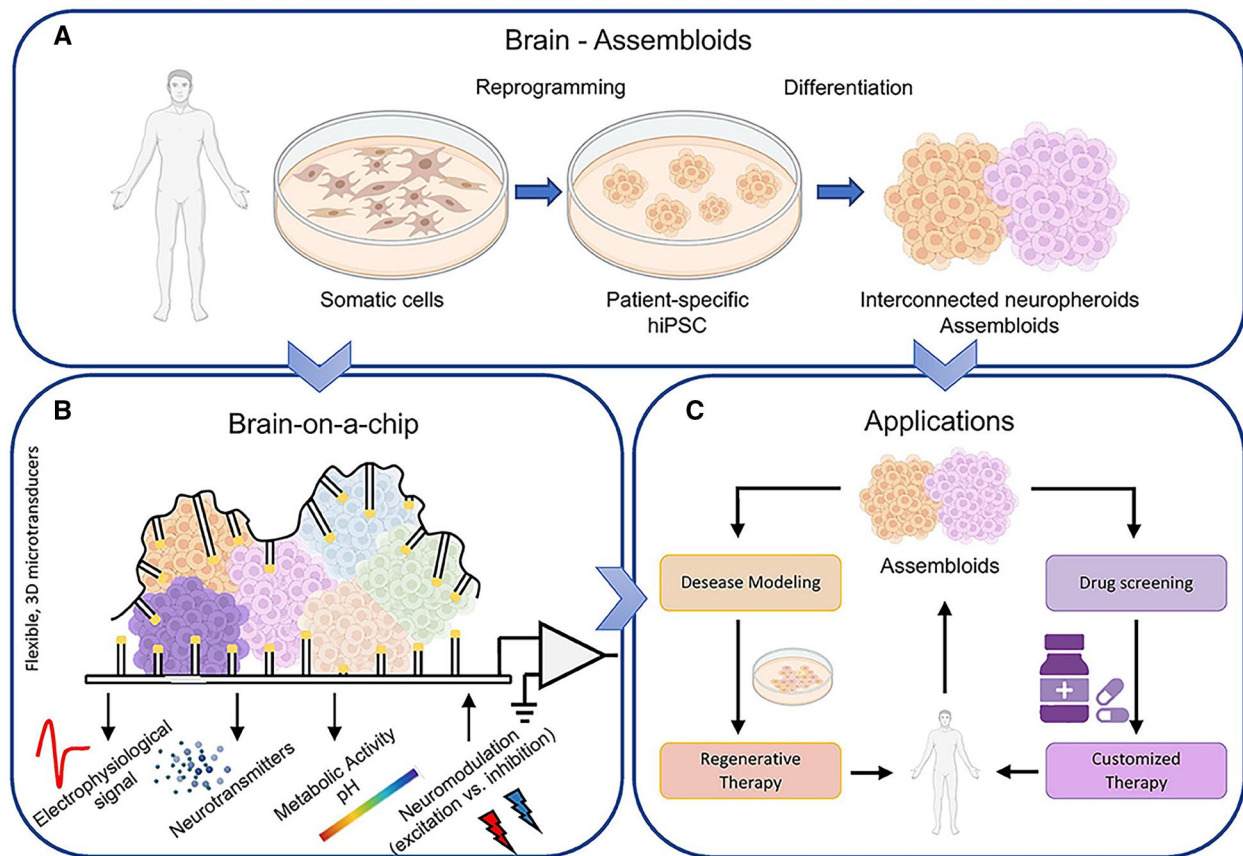 A
Brain - Assembloids
Reprogramming
Differentiation
Somatic cells
Patient-specific
hiPSC
Interconnected neuropheroids
Assembloids
B
Brain-on-a-chip
Flexible, 3D microtransducers
Electrophysiological
signal
Neurotransmitters
Metabolic Activity
pH
Neuromodulation
(excitation vs. inhibition)
C
Applications
Assembloids
Desease Modeling
Drug screening
Regenerative
Therapy
Customized
Therapy